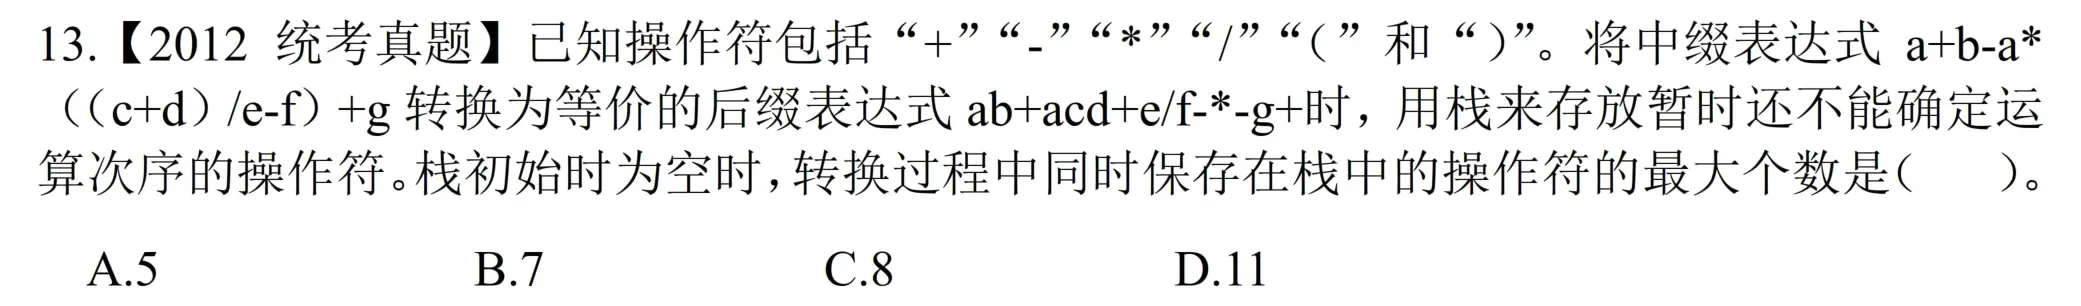 13.【2012 统考真题】已知操作符包括“+”“-”“*”“/”“（”和“）”。将中缀表达式 a+b-a*
（（c+d）/e-f）+g 转换为等价的后缀表达式 ab+acd+e/f-*-g+时，用栈来存放暂时还不能确定运
算次序的操作符。栈初始时为空时，转换过程中同时保存在栈中的操作符的最大个数是(    )。
A.5 B.7 C.8 D.11